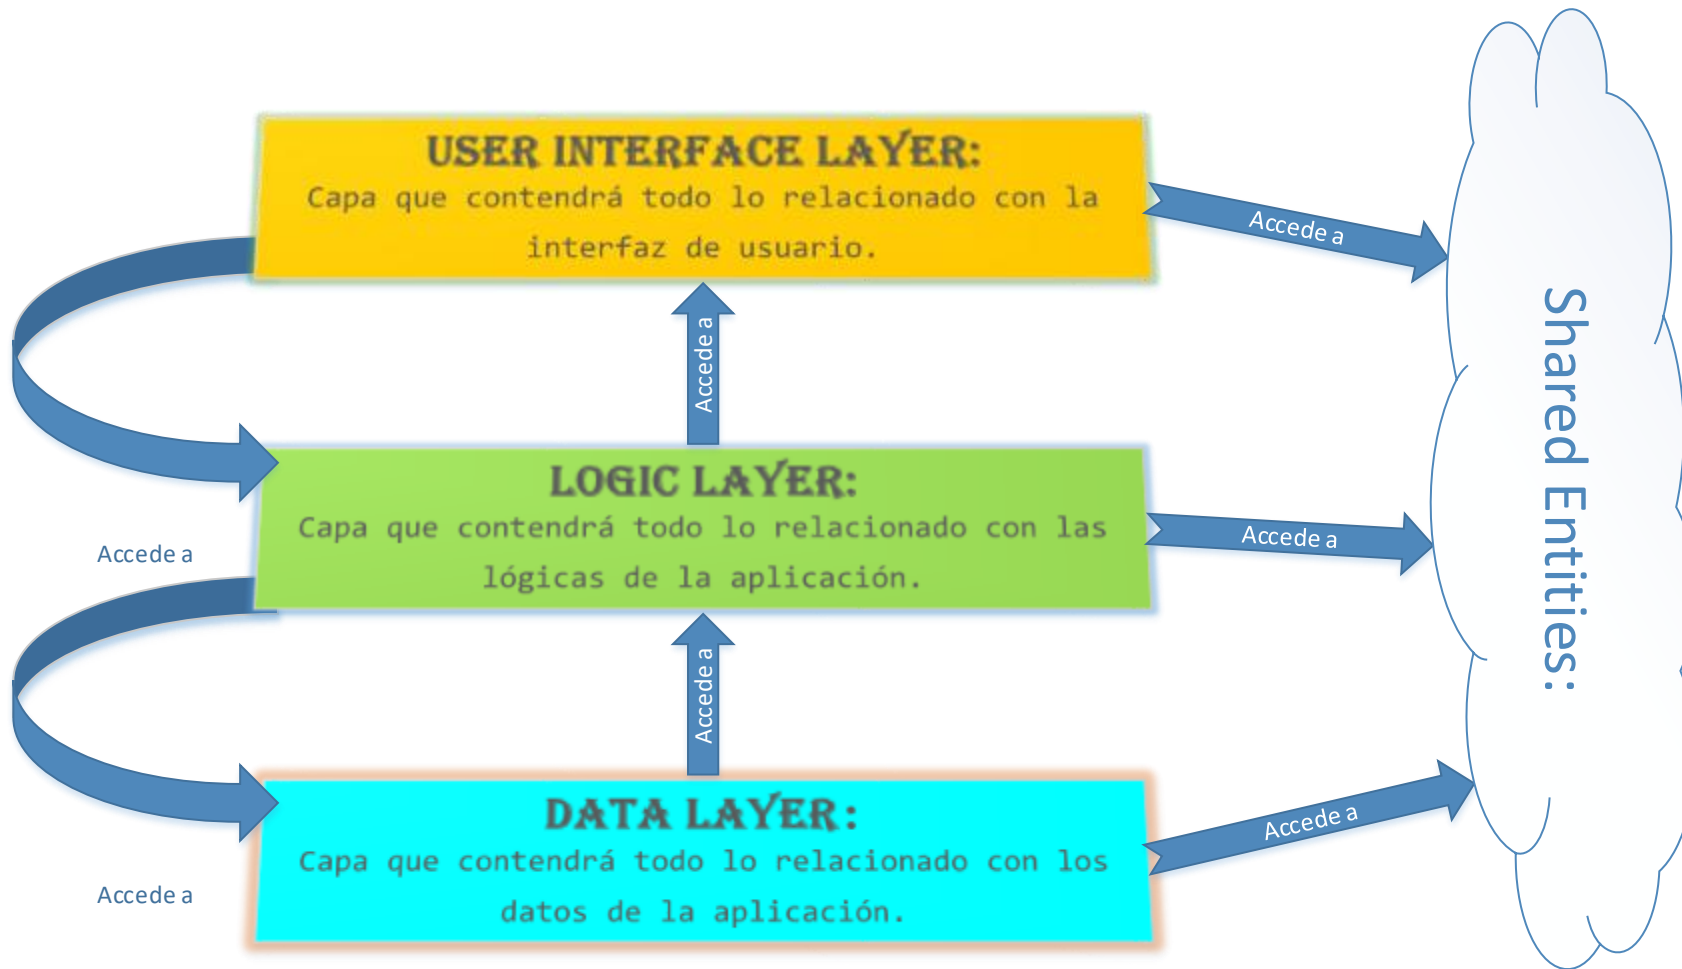 USER INTERFACE LAYER:
Capa que contendrá todo lo relacionado con la
interfaz de usuario.
Accede a
Accede a
LOGIC LAYER:
Capa que contendrá todo lo relacionado con las
lógicas de la aplicación.
Accede a
Accede a
Accede a
DATA LAYER:
Capa que contendrá todo lo relacionado con los
datos de la aplicación.
Accede a
Accede a
Shared Entities: